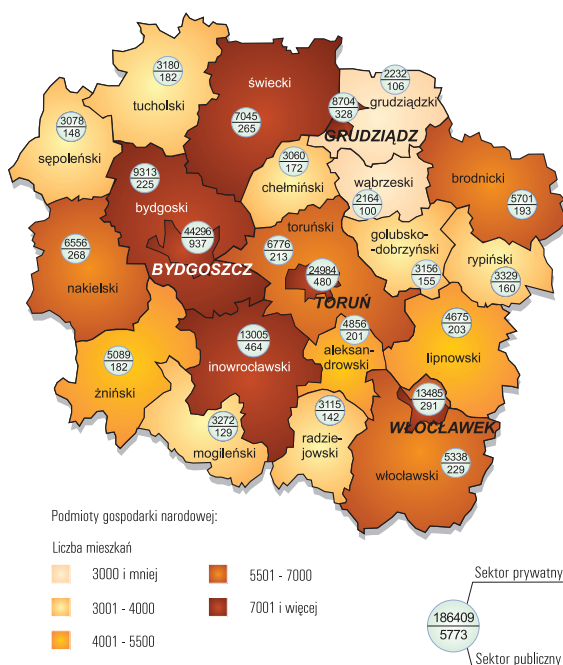 3180
182
tucholski
świecki
7045
265
2232
106
grudziądzki
8704
328
GRUDZIĄDZ
3078
148
sępoleński
3060
172
chełmiński
9313
225
bydgoski
wąbrzeski
2164
100
brodnicki
5701
193
44296
937
BYDGOSZCZ
toruński
6776
213
golubsko-
-dobrzyński
3156
155
rypiński
3329
160
6556
268
nakielski
24984
480
TORUŃ
13005
464
inowrocławski
4856
201
aleksan-
drowski
4675
203
lipnowski
5089
182
żniński
13485
291
WŁOCŁAWEK
3272
129
mogileński
3115
142
radzie-
jowski
5338
229
włocławski
Podmioty gospodarki narodowej:
Liczba mieszkań
3000 i mniej
3001 - 4000
4001 - 5500
5501 - 7000
7001 i więcej
Sektor prywatny
186409
5773
Sektor publiczny